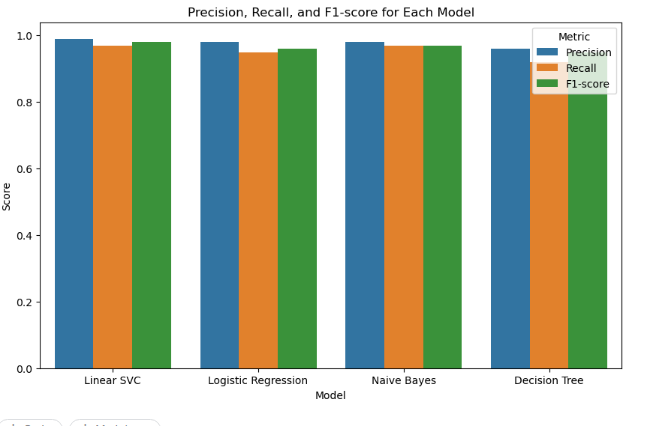 Precision, Recall, and F1-score for Each Model
Metric
Precision
Recall
F1-score
Score
1.0
0.8
0.6
0.4
0.2
0.0
Linear SVC
Logistic Regression
Naive Bayes
Decision Tree
Model